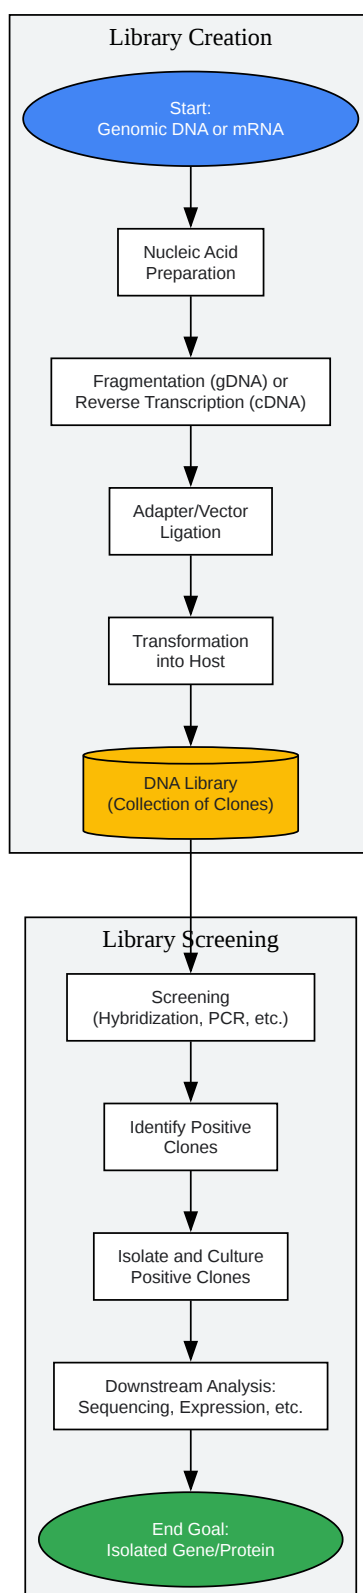 Library Creation
Start:
Genomic DNA or mRNA
Nucleic Acid
Preparation
Fragmentation (gDNA) or
Reverse Transcription (cDNA)
Adapter/Vector
Ligation
Transformation
into Host
DNA Library
(Collection of Clones)
Library Screening
Screening
(Hybridization, PCR, etc.)
Identify Positive
Clones
Isolate and Culture
Positive Clones
Downstream Analysis:
Sequencing, Expression, etc.
End Goal:
Isolated Gene/Protein